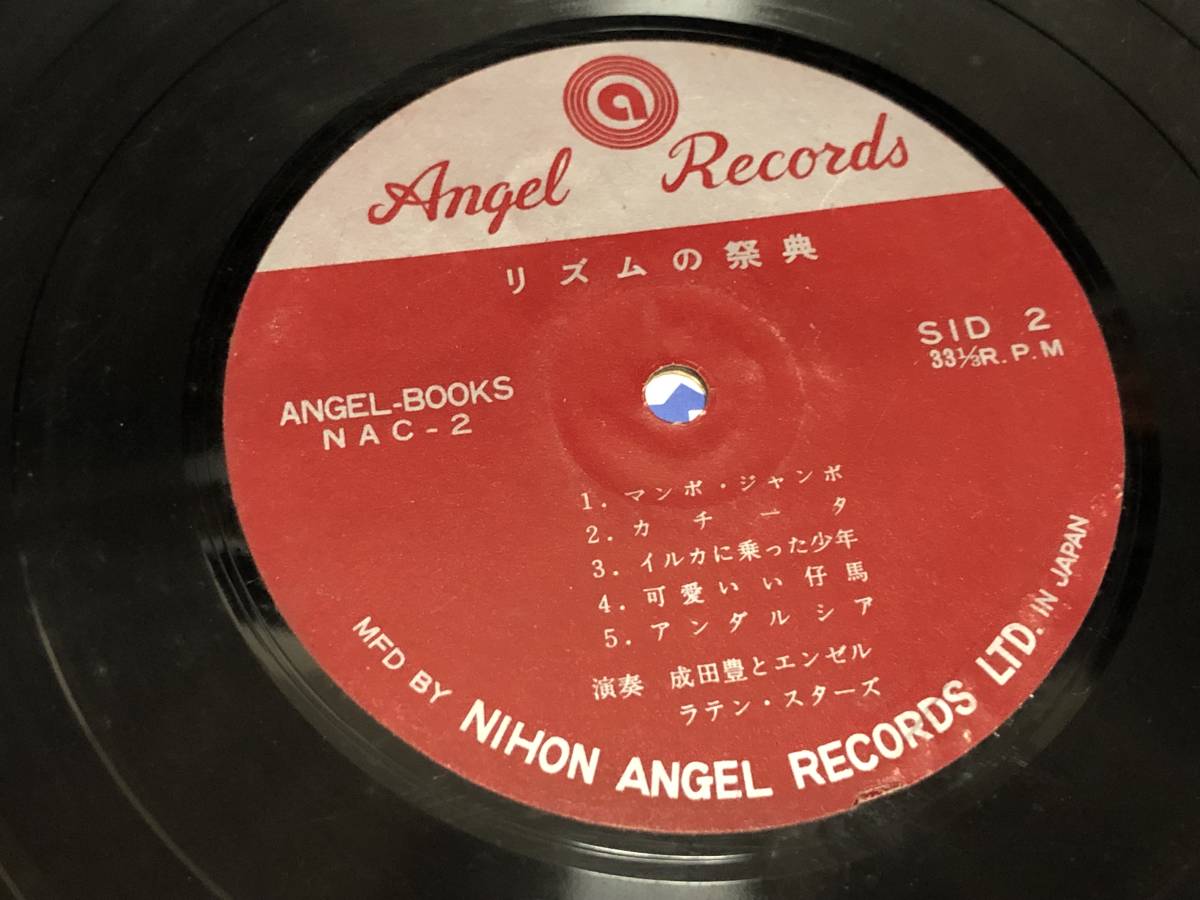 a
Angel Records
リズムの祭典
SID 2
33⅓R.P.M
ANGEL-BOOKS
NAC-2
1. マンボ・ジャンボ
2. カチータ
3. イルカに乗った少年
4. 可愛いい仔馬
5. アンダルシア
演奏 成田豊とエンゼル
ラテン・スターズ
MFD BY NIHON ANGEL RECORDS LTD. IN JAPAN